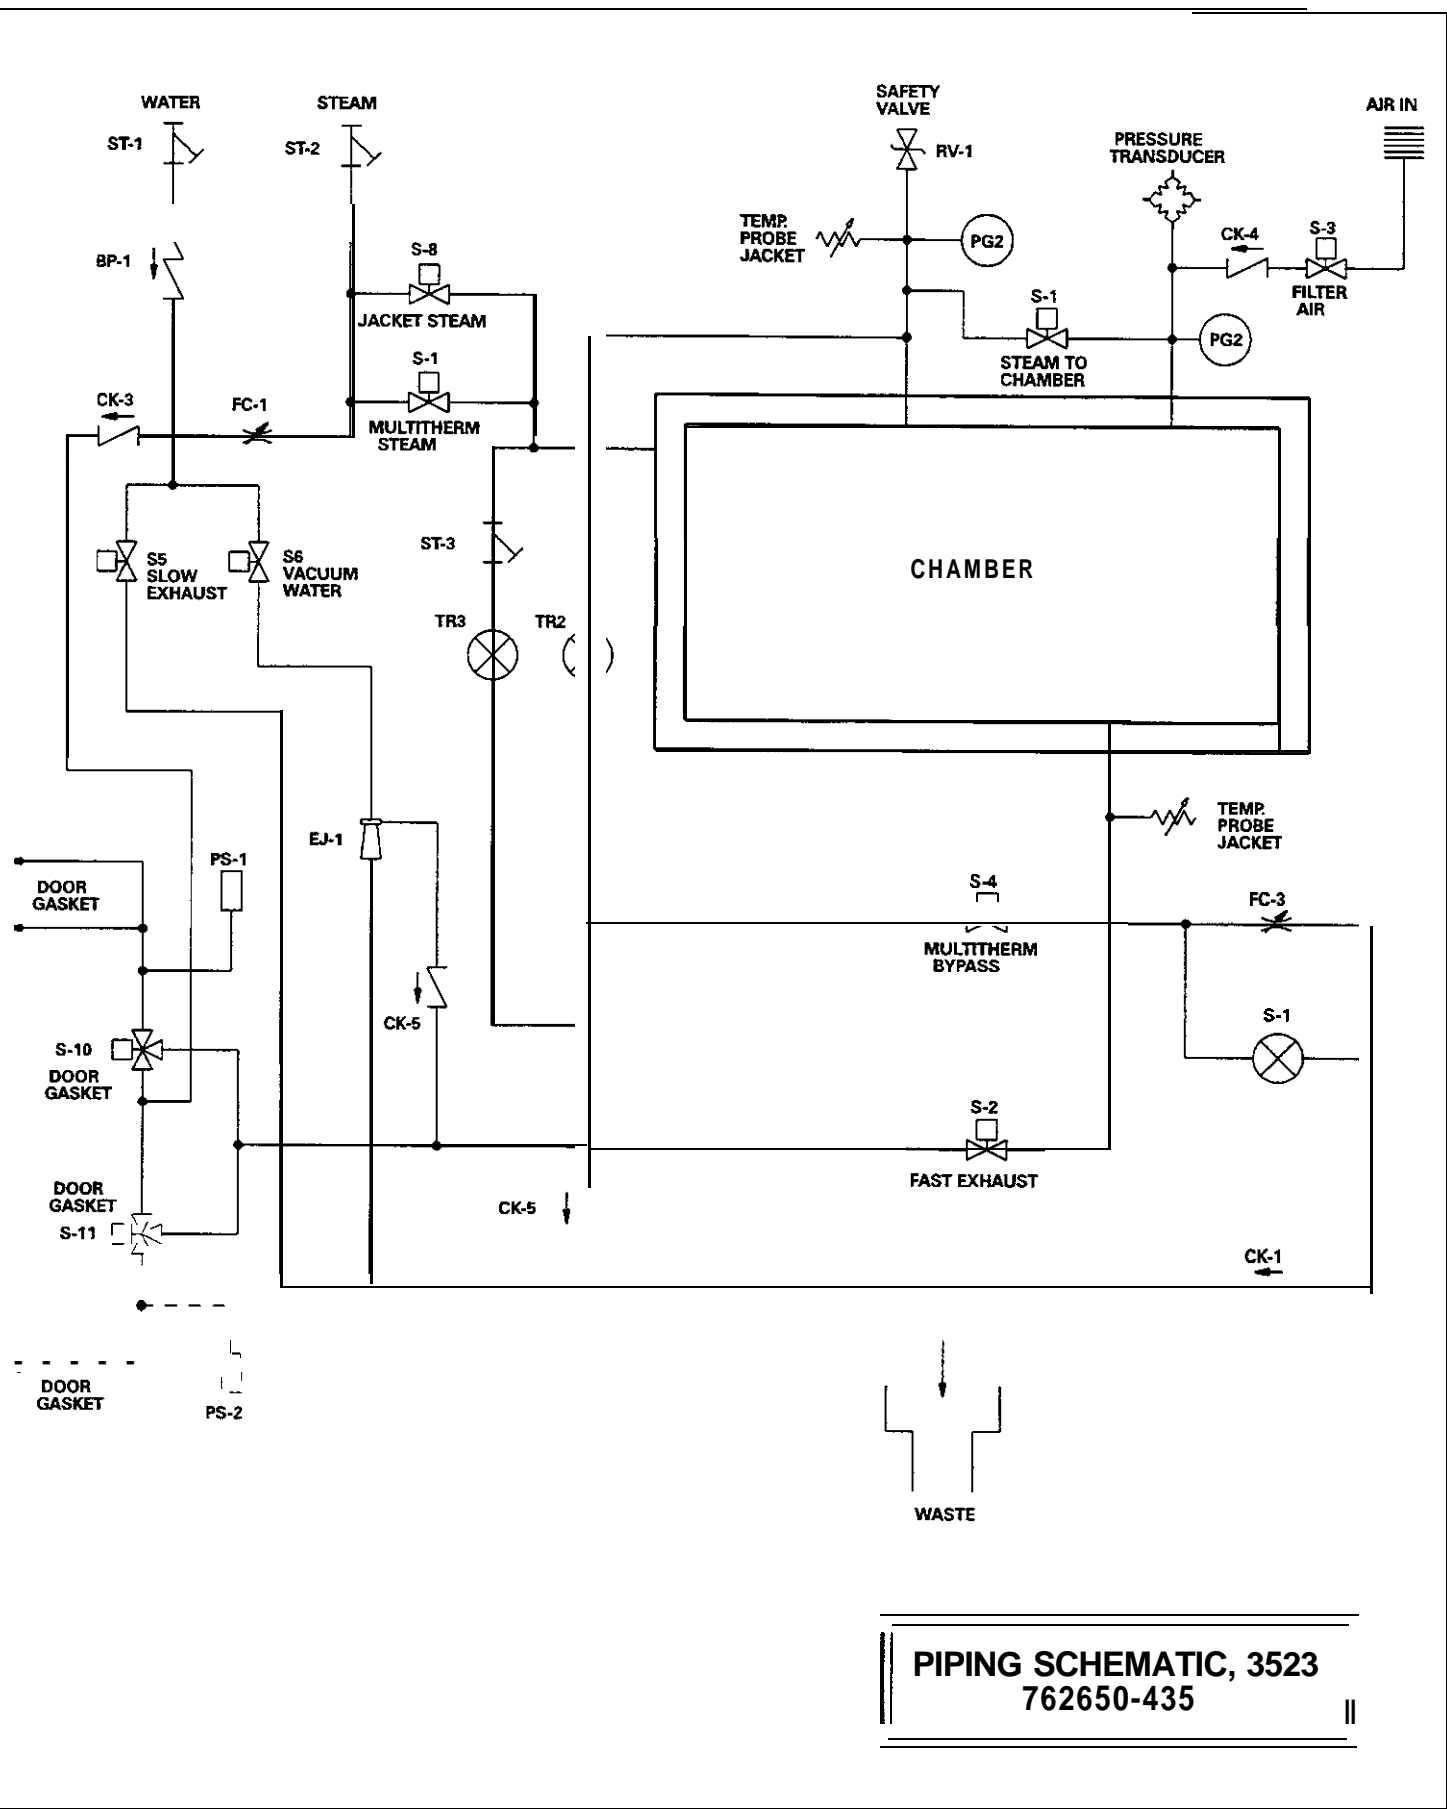 WATER
STEAM
SAFETY
VALVE
AIR IN
ST-1
ST-2
RV-1
PRESSURE
TRANSDUCER
TEMP.
PROBE
JACKET
PG2
CK-4
S-3
FILTER
AIR
BP-1
S-8
JACKET STEAM
S-1
STEAM TO
CHAMBER
PG2
S-1
MULTITHERM
STEAM
CK-3
FC-1
ST-3
S5
SLOW
EXHAUST
S6
VACUUM
WATER
CHAMBER
TR3
TR2
EJ-1
TEMP.
PROBE
JACKET
PS-1
DOOR
GASKET
S-4
MULTITHERM
BYPASS
FC-3
CK-5
S-1
S-10
DOOR
GASKET
S-2
FAST EXHAUST
DOOR
GASKET
S-11
CK-5
CK-1
DOOR
GASKET
PS-2
WASTE
PIPING SCHEMATIC, 3523
762650-435